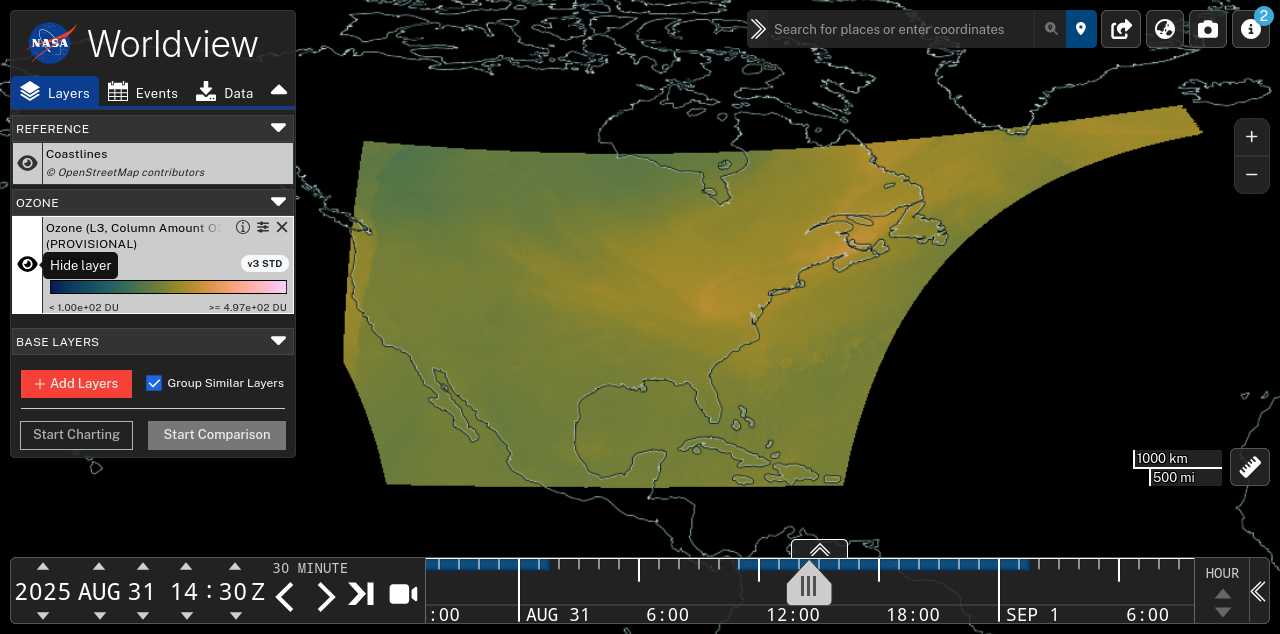 NASA Worldview
Search for places or enter coordinates
2
Layers Events Data
REFERENCE
Coastlines
© OpenStreetMap contributors
OZONE
Ozone (L3, Column Amount
(PROVISIONAL)
Hide layer
v3 STD
< 1.00e+02 DU >= 4.97e+02 DU
BASE LAYERS
+ Add Layers Group Similar Layers
Start Charting Start Comparison
+
−
1000 km
500 mi
30 MINUTE
2025 AUG 31 14 : 30 Z
:00 AUG 31 6:00 12:00 18:00 SEP 1 6:00
HOUR